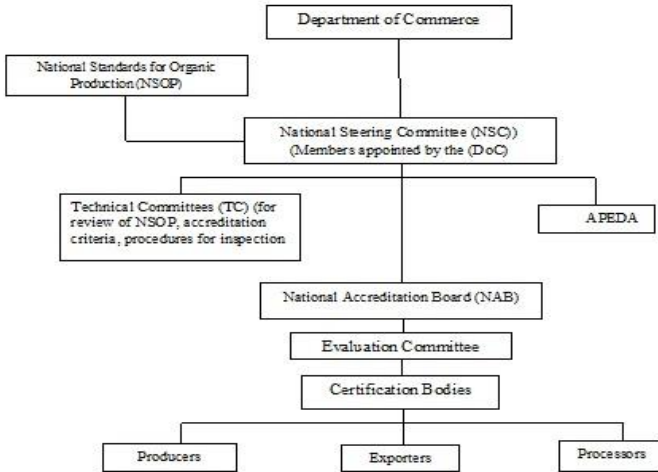 Department of Commerce
National Standards for Organic
Production (NSOP)
National Steering Committee (NSC))
(Members appointed by the (DoC)
Technical Committees (TC) (for
review of NSOP, accreditation
criteria, procedures for inspection
APEDA
National Accreditation Board (NAB)
Evaluation Committee
Certification Bodies
Producers
Exporters
Processors